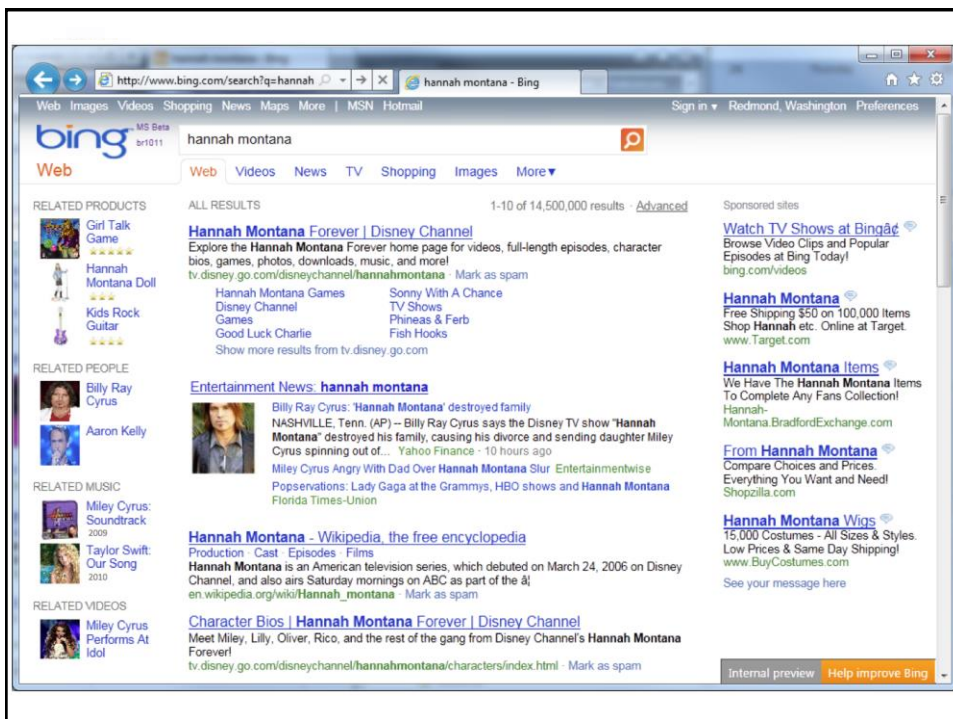 http://www.bing.com/search?q=hannah
hannah montana - Bing
Web Images Videos Shopping News Maps More | MSN Hotmail
Sign in ▾ Redmond, Washington Preferences
bing
MS Beta
br1011
hannah montana
Web
Web Videos News TV Shopping Images More▼
RELATED PRODUCTS
Girl Talk
Game
Hannah
Montana Doll
Kids Rock
Guitar
RELATED PEOPLE
Billy Ray
Cyrus
Aaron Kelly
RELATED MUSIC
Miley Cyrus:
Soundtrack
2009
Taylor Swift:
Our Song
2010
RELATED VIDEOS
Miley Cyrus
Performs At
Idol
ALL RESULTS
1-10 of 14,500,000 results · Advanced
Hannah Montana Forever | Disney Channel
Explore the Hannah Montana Forever home page for videos, full-length episodes, character
bios, games, photos, downloads, music, and more!
tv.disney.go.com/disneychannel/hannahmontana · Mark as spam
Hannah Montana Games Sonny With A Chance
Disney Channel TV Shows
Games Phineas & Ferb
Good Luck Charlie Fish Hooks
Show more results from tv.disney.go.com
Entertainment News: hannah montana
Billy Ray Cyrus: 'Hannah Montana' destroyed family
NASHVILLE, Tenn. (AP) -- Billy Ray Cyrus says the Disney TV show "Hannah
Montana" destroyed his family, causing his divorce and sending daughter Miley
Cyrus spinning out of... Yahoo Finance · 10 hours ago
Miley Cyrus Angry With Dad Over Hannah Montana Slur Entertainmentwise
Popservations: Lady Gaga at the Grammys, HBO shows and Hannah Montana
Florida Times-Union
Hannah Montana - Wikipedia, the free encyclopedia
Production · Cast · Episodes · Films
Hannah Montana is an American television series, which debuted on March 24, 2006 on Disney
Channel, and also airs Saturday mornings on ABC as part of the â¦
en.wikipedia.org/wiki/Hannah_montana · Mark as spam
Character Bios | Hannah Montana Forever | Disney Channel
Meet Miley, Lilly, Oliver, Rico, and the rest of the gang from Disney Channel's Hannah Montana
Forever!
tv.disney.go.com/disneychannel/hannahmontana/characters/index.html · Mark as spam
Sponsored sites
Watch TV Shows at Bingâ¢
Browse Video Clips and Popular
Episodes at Bing Today!
bing.com/videos
Hannah Montana
Free Shipping $50 on 100,000 Items
Shop Hannah etc. Online at Target.
www.Target.com
Hannah Montana Items
We Have The Hannah Montana Items
To Complete Any Fans Collection!
Hannah-
Montana.BradfordExchange.com
From Hannah Montana
Compare Choices and Prices.
Everything You Want and Need!
Shopzilla.com
Hannah Montana Wigs
15,000 Costumes - All Sizes & Styles.
Low Prices & Same Day Shipping!
www.BuyCostumes.com
See your message here
Internal preview Help improve Bing